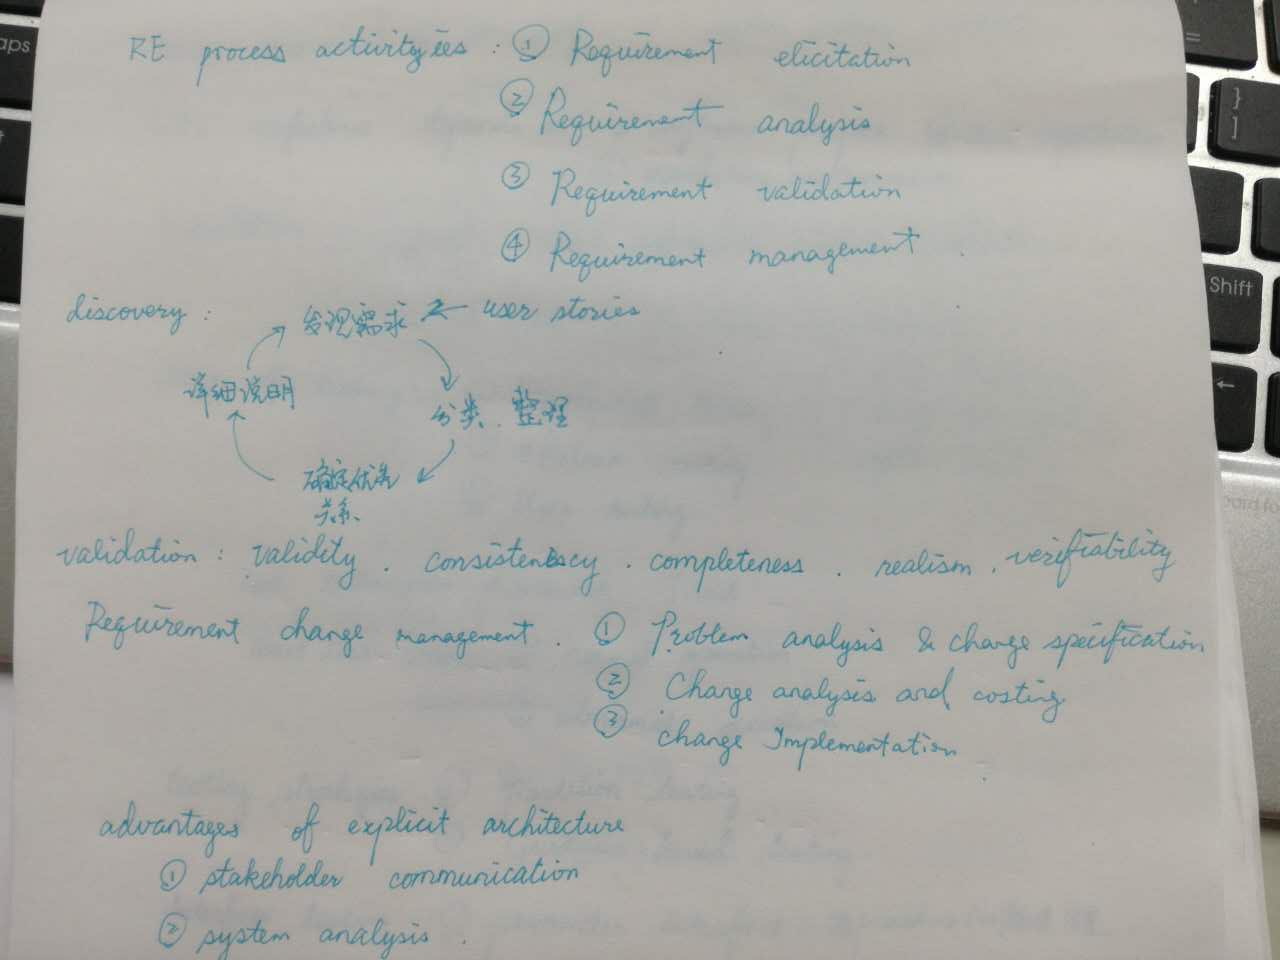 RE process activityies : ① Requirement elicitation
② Requirement analysis
③ Requirement validation
④ Requirement management .
discovery : 发现需求 ← user stories
详细说明
分类、整理
确定优先
关系
validation : validity . consistency . completeness . realism . verifiability
Requirement change management . ① Problem analysis & change specification
② Change analysis and costing
③ change Implementation .
advantages of explicit architecture
① stakeholder communication
② system analysis .
aps
=
}
]
Shift
←